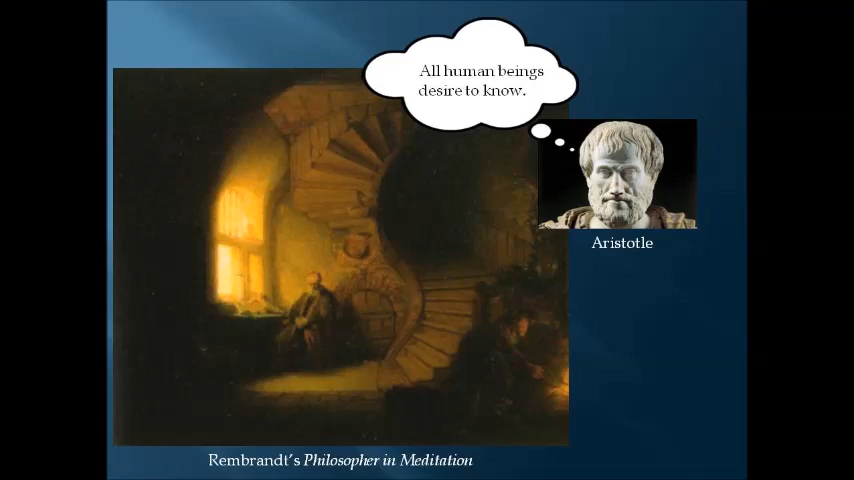 All human beings
desire to know.
Aristotle
Rembrandt's Philosopher in Meditation